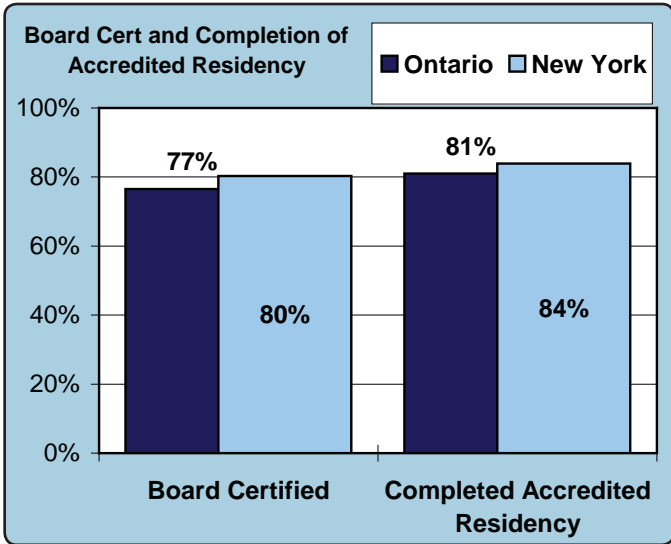 Board Cert and Completion of
Accredited Residency
Ontario New York
100%
80%
60%
40%
20%
0%
77%
80%
81%
84%
Board Certified
Completed Accredited
Residency